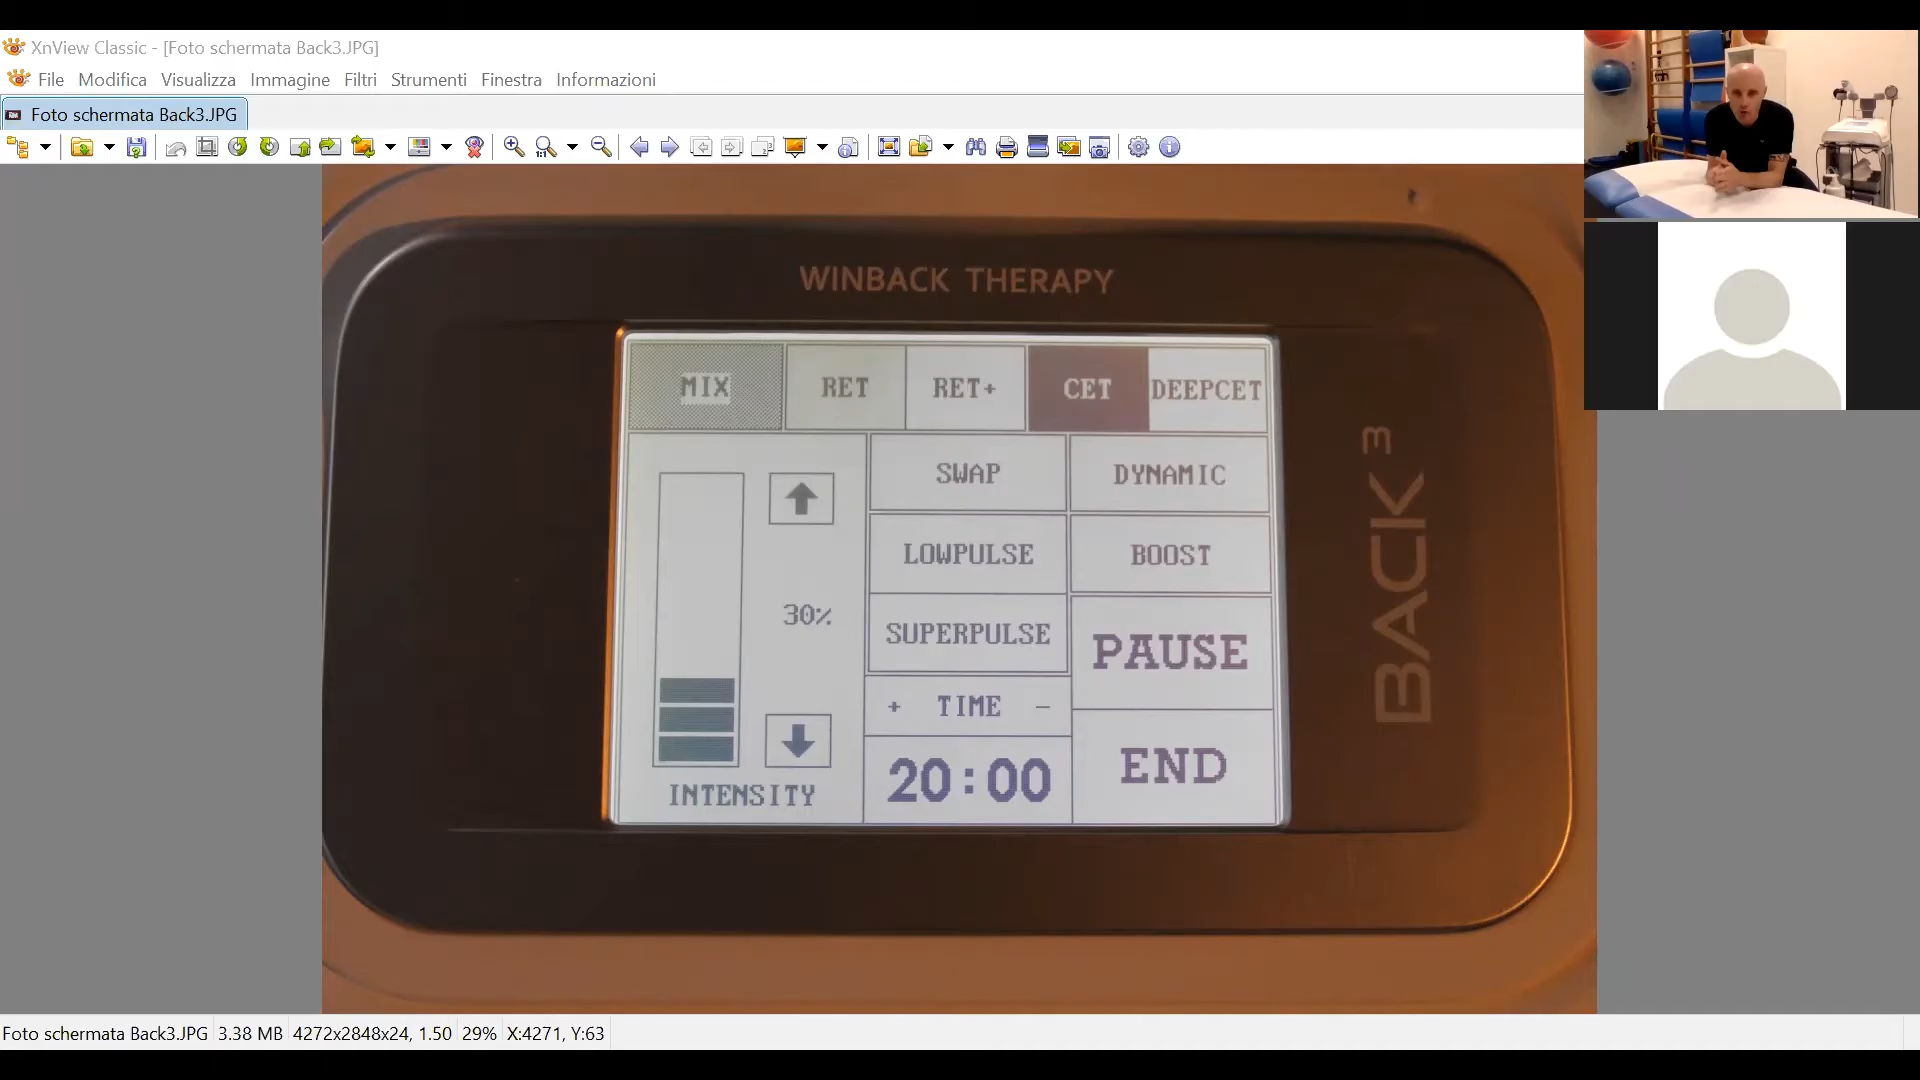 XnView Classic - [Foto schermata Back3.JPG]
File Modifica Visualizza Immagine Filtri Strumenti Finestra Informazioni
Foto schermata Back3.JPG
WINBACK THERAPY
MIX RET RET+ CET DEEPCET
SWAP DYNAMIC
LOWPULSE BOOST
30%
SUPERPULSE PAUSE
+ TIME -
20:00 END
INTENSITY
BACK3
Foto schermata Back3.JPG 3.38 MB 4272x2848x24, 1.50 29% X:4271, Y:63